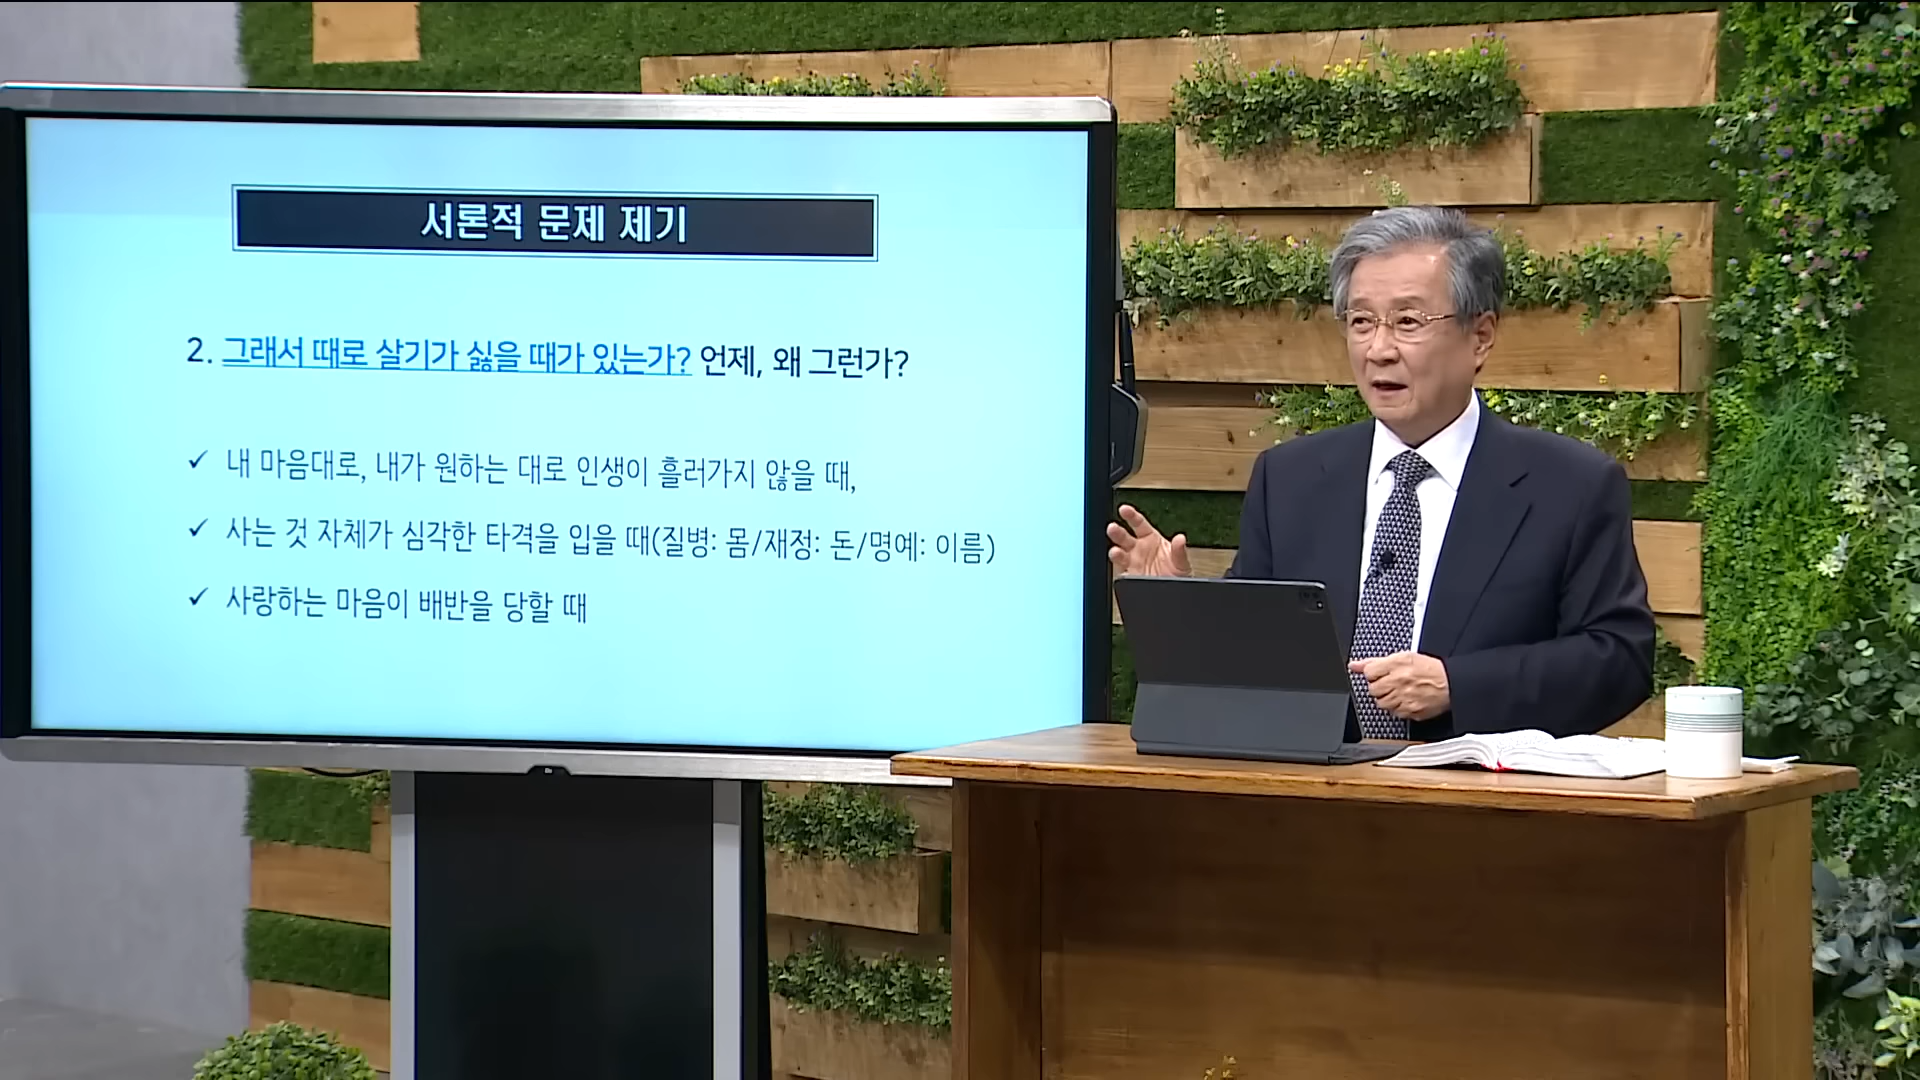 서론적 문제 제기
2. 그래서 때로 살기가 싫을 때가 있는가? 언제, 왜 그런가?
✓ 내 마음대로, 내가 원하는 대로 인생이 흘러가지 않을 때,
✓ 사는 것 자체가 심각한 타격을 입을 때(질병: 몸/재정: 돈/명예: 이름)
✓ 사랑하는 마음이 배반을 당할 때